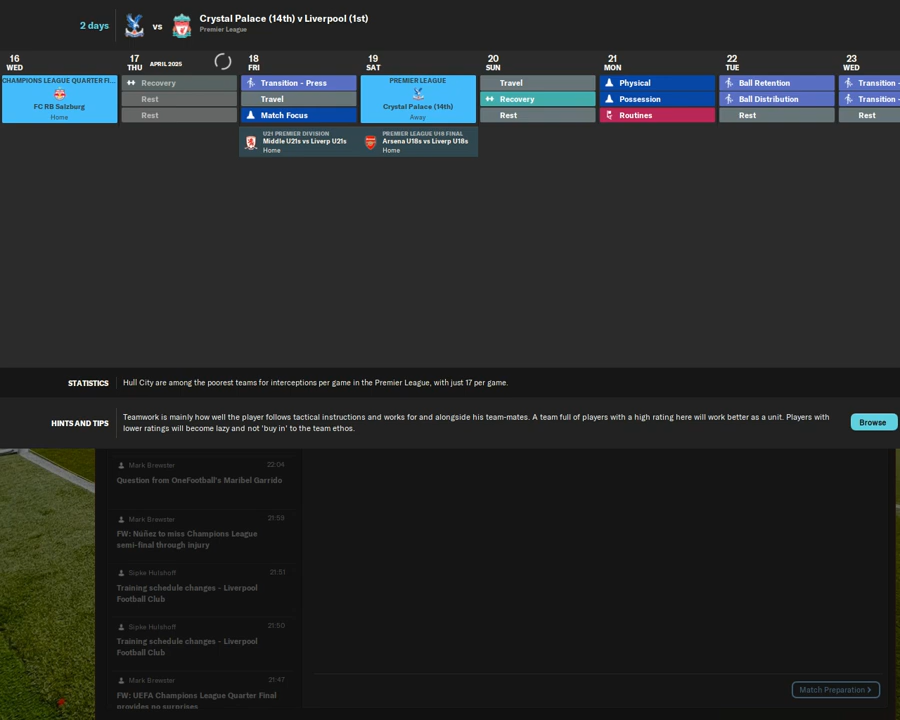 2 days
vs
Crystal Palace (14th) v Liverpool (1st)
Premier League
16
WED
17
THU APRIL 2025
18
FRI
19
SAT
20
SUN
21
MON
22
TUE
23
WED
CHAMPIONS LEAGUE QUARTER FI...
FC RB Salzburg
Home
Recovery
Rest
Rest
Transition - Press
Travel
Match Focus
PREMIER LEAGUE
Crystal Palace (14th)
Away
Travel
Recovery
Rest
Physical
Possession
Routines
Ball Retention
Ball Distribution
Rest
Transition -
Transition -
Rest
U21 PREMIER DIVISION
Middle U21s vs Liverp U21s
Home
PREMIER LEAGUE U18 FINAL
Arsena U18s vs Liverp U18s
Home
STATISTICS
Hull City are among the poorest teams for interceptions per game in the Premier League, with just 17 per game.
HINTS AND TIPS
Teamwork is mainly how well the player follows tactical instructions and works for and alongside his team-mates. A team full of players with a high rating here will work better as a unit. Players with
lower ratings will become lazy and not 'buy in' to the team ethos.
Browse
Mark Brewster 22:04
Question from OneFootball's Maribel Garrido
Mark Brewster 21:59
FW: Núñez to miss Champions League
semi-final through injury
Sipke Hulshoff 21:51
Training schedule changes - Liverpool
Football Club
Sipke Hulshoff 21:50
Training schedule changes - Liverpool
Football Club
Mark Brewster 21:47
FW: UEFA Champions League Quarter Final
provides no surprises
Match Preparation